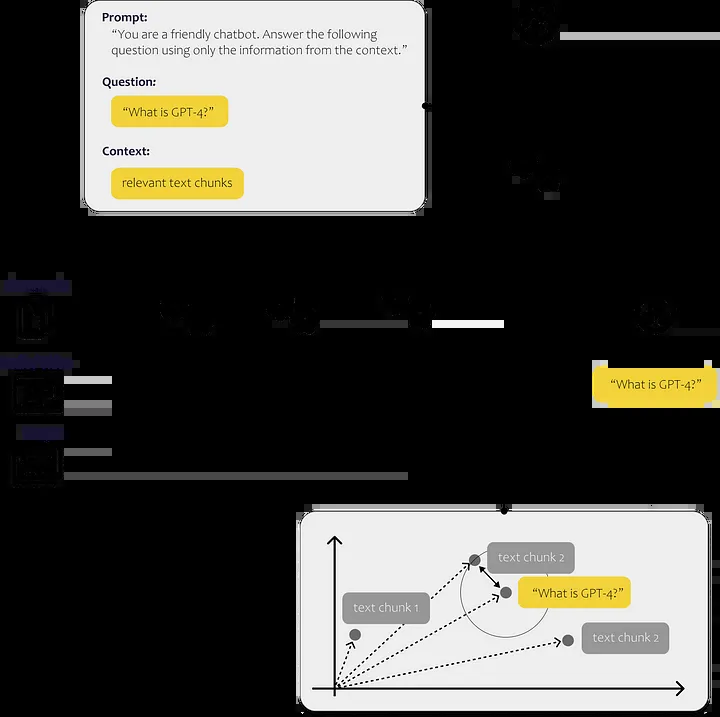 Prompt:
“You are a friendly chatbot. Answer the following
question using only the information from the context.”
Question:
“What is GPT-4?”
Context:
relevant text chunks
“What is GPT-4?”
text chunk 2
“What is GPT-4?”
text chunk 1
text chunk 2